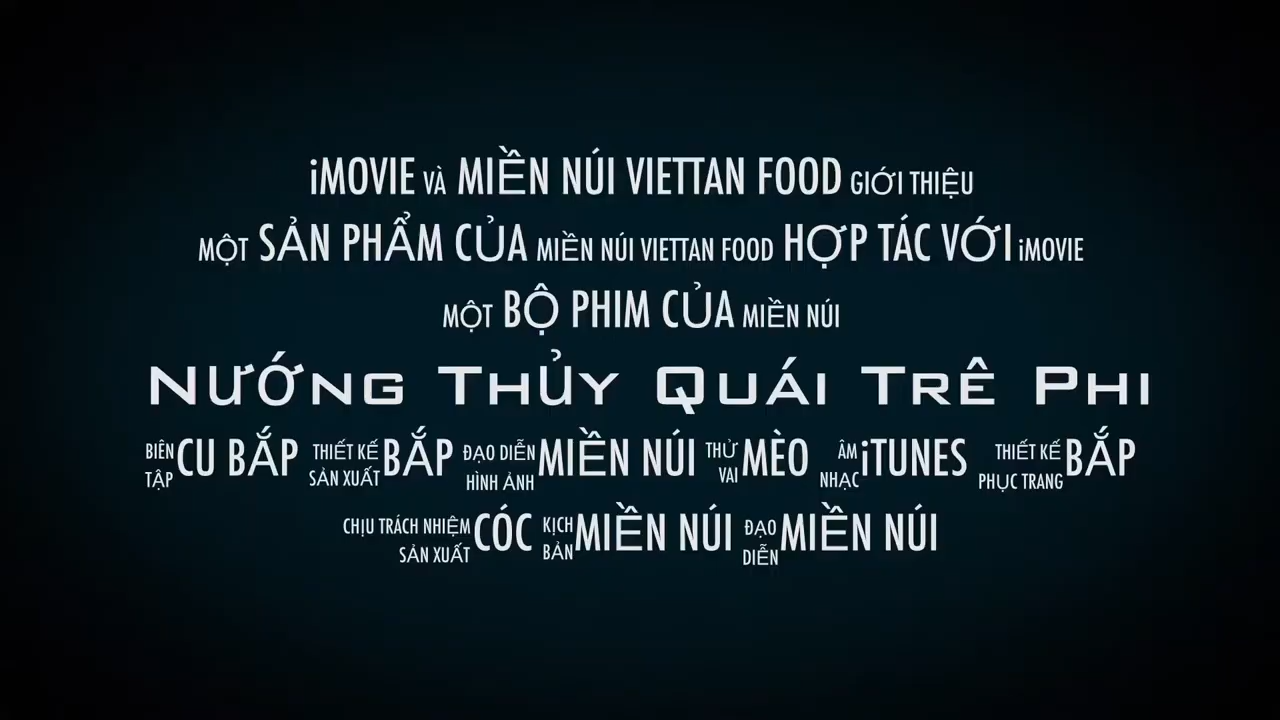 iMOVIE VÀ MIỀN NÚI VIETTAN FOOD GIỚI THIỆU
MỘT SẢN PHẨM CỦA MIỀN NÚI VIETTAN FOOD HỢP TÁC VỚI iMOVIE
MỘT BỘ PHIM CỦA MIỀN NÚI
NƯỚNG THỦY QUÁI TRÊ PHI
BIÊN TẬP CU BẮP THIẾT KẾ SẢN XUẤT BẮP ĐẠO DIỄN HÌNH ẢNH MIỀN NÚI THỬ VAI MÈO ÂM NHẠC iTUNES THIẾT KẾ PHỤC TRANG BẮP
CHỊU TRÁCH NHIỆM SẢN XUẤT CÓC KỊCH BẢN MIỀN NÚI ĐẠO DIỄN MIỀN NÚI